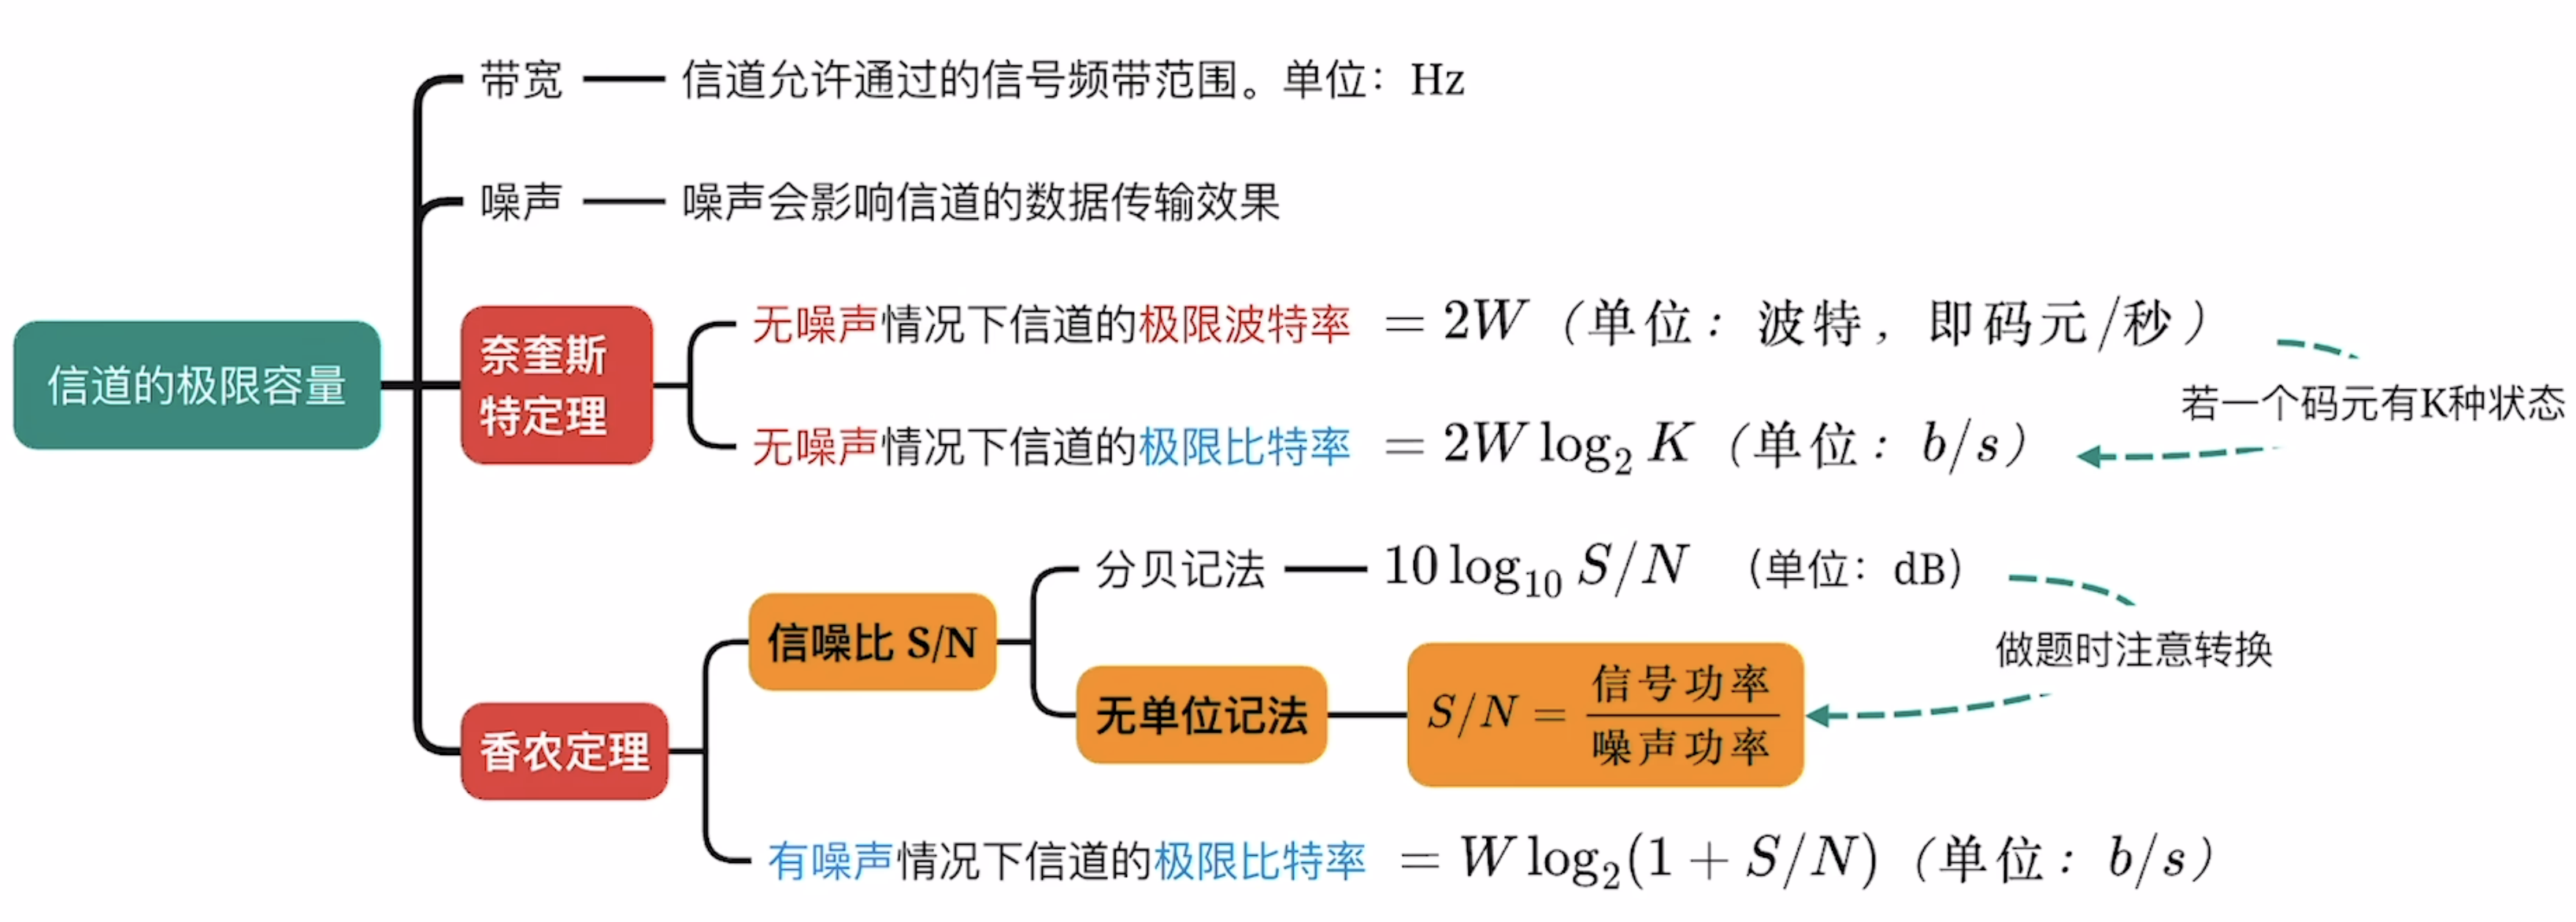 信道的极限容量
带宽
信道允许通过的信号频带范围。单位：Hz
噪声
噪声会影响信道的数据传输效果
奈奎斯
特定理
无噪声情况下信道的极限波特率 = 2W（单位：波特，即码元/秒）
若一个码元有K种状态
无噪声情况下信道的极限比特率 = 2W log₂ K（单位：b/s）
香农定理
信噪比 S/N
分贝记法
10 log₁₀ S/N （单位：dB）
做题时注意转换
无单位记法
S/N = 信号功率
噪声功率
有噪声情况下信道的极限比特率 = W log₂(1 + S/N)（单位：b/s）